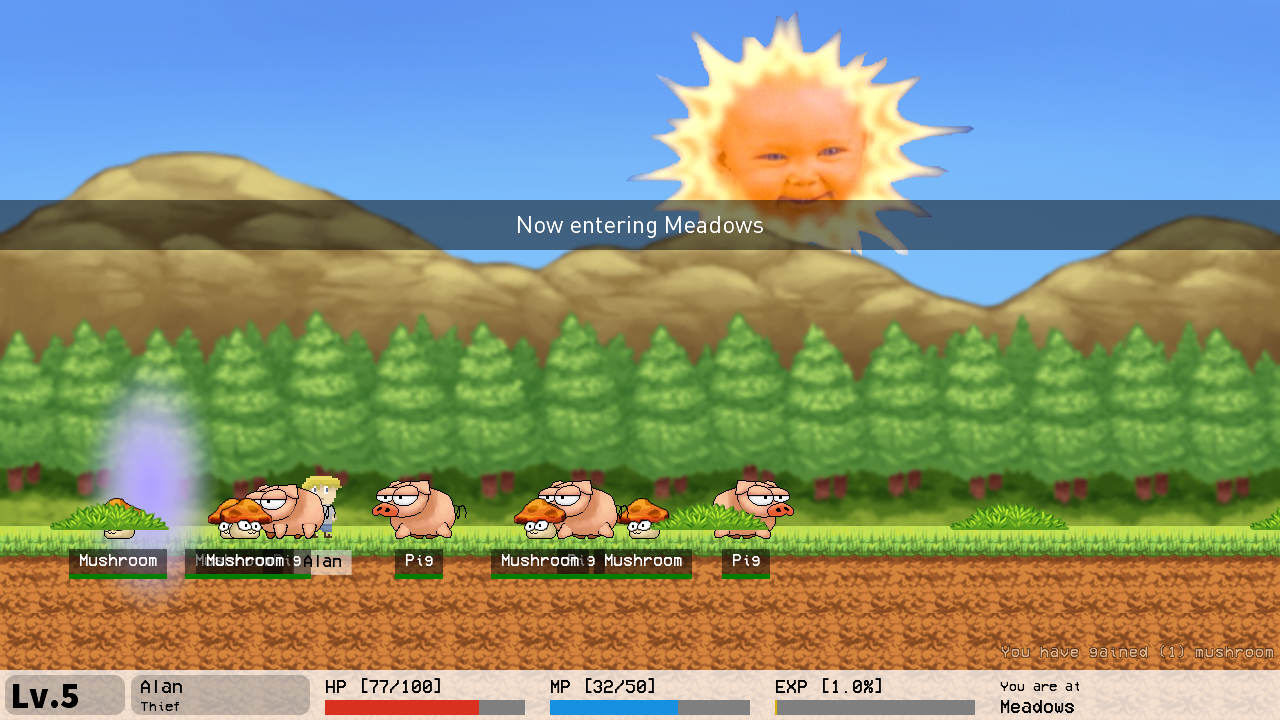 Now entering Meadows
Mushroom
Mushroom
Alan
Pig
Mushroom
Pig
Mushroom
Pig
You have gained (1) mushroom
Lv.5
Alan
Thief
HP [77/100]
MP [32/50]
EXP [1.0%]
You are at
Meadows